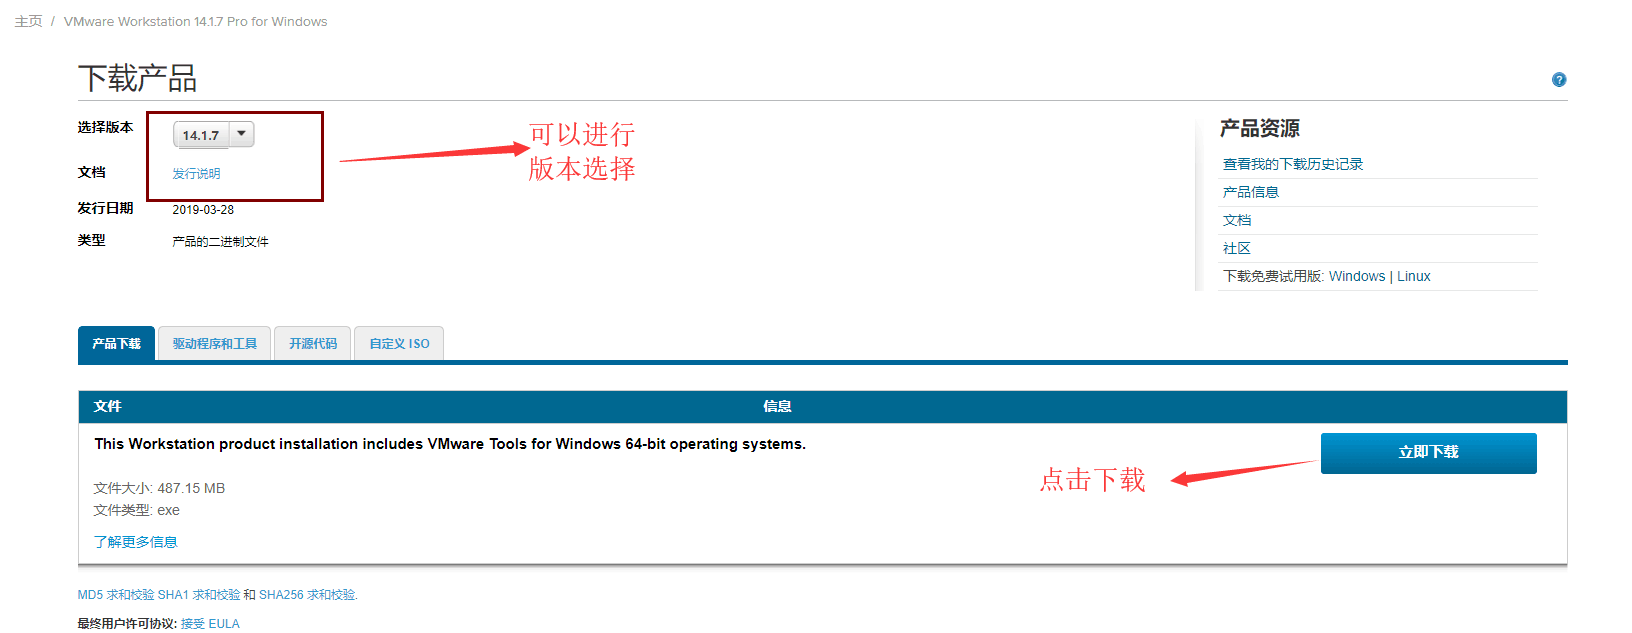 主页 / VMware Workstation 14.1.7 Pro for Windows
下载产品
?
选择版本 14.1.7
可以进行
版本选择
文档 发行说明
发行日期 2019-03-28
类型 产品的二进制文件
产品资源
查看我的下载历史记录
产品信息
文档
社区
下载免费试用版: Windows | Linux
产品下载 驱动程序和工具 开源代码 自定义 ISO
文件 信息
This Workstation product installation includes VMware Tools for Windows 64-bit operating systems.
立即下载
点击下载
文件大小: 487.15 MB
文件类型: exe
了解更多信息
MD5 求和校验 SHA1 求和校验 和 SHA256 求和校验.
最终用户许可协议: 接受 EULA